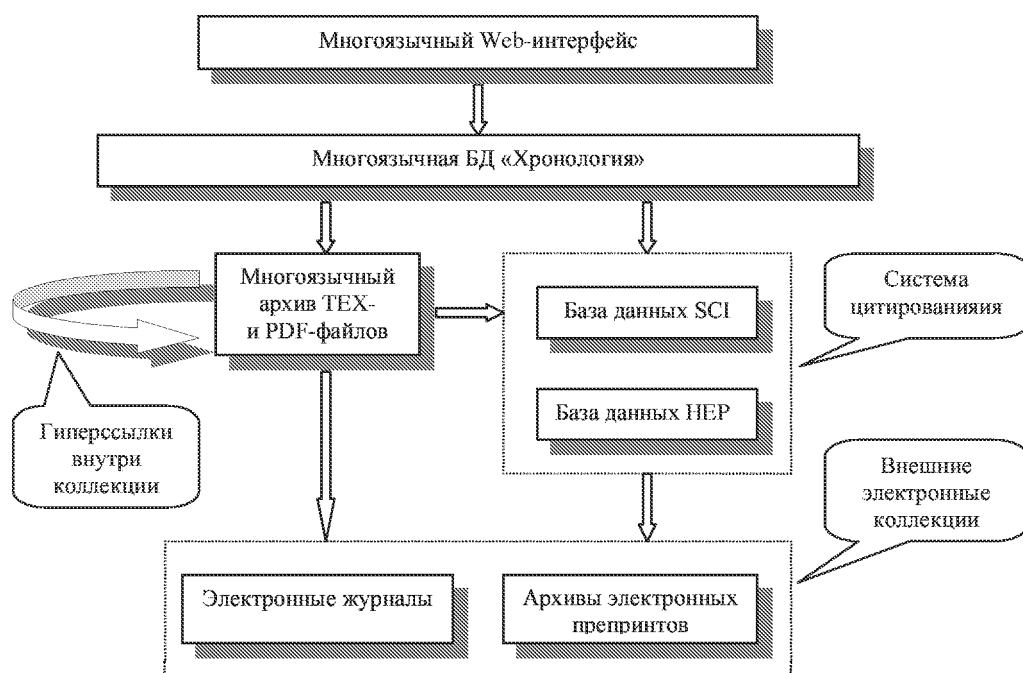 Многоязычный Web-интерфейс
Многоязычная БД «Хронология»
Многоязычный
архив TEX-
и PDF-файлов
База данных SCI
База данных HEP
Система
цитированияия
Гиперссылки
внутри
коллекции
Внешние
электронные
коллекции
Электронные журналы
Архивы электронных
препринтов